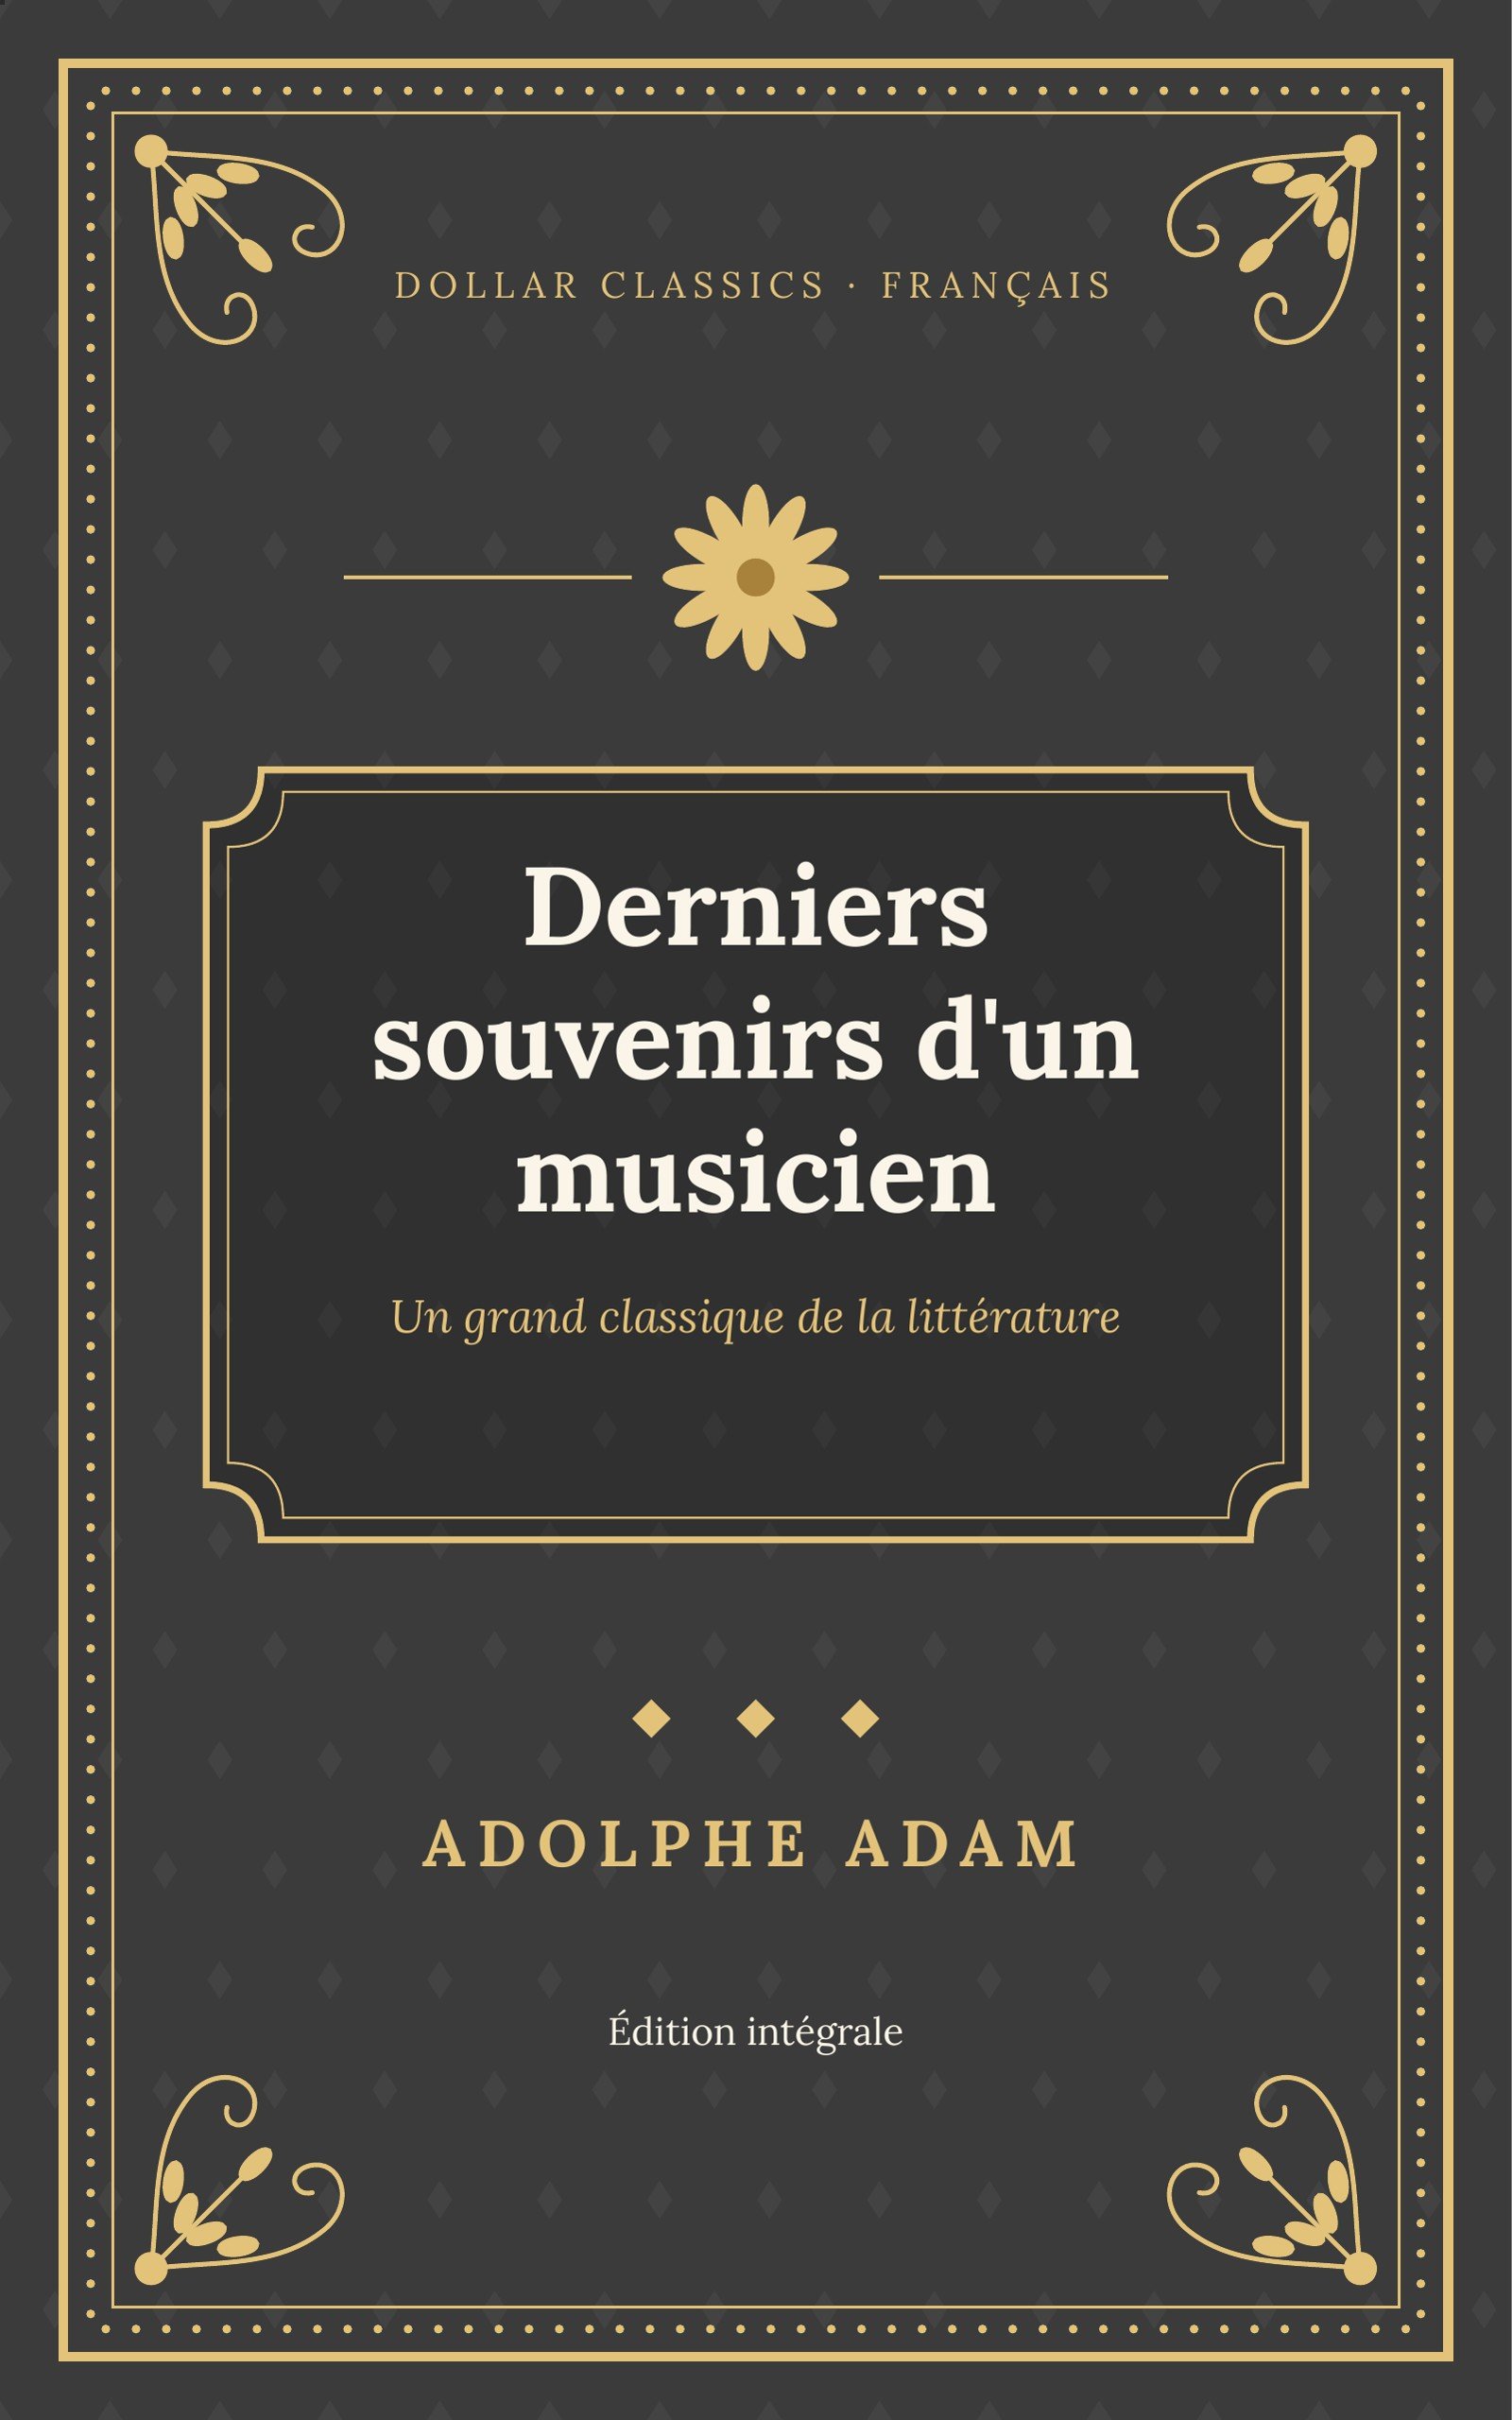 DOLLAR CLASSICS · FRANÇAIS
Derniers
souvenirs d'un
musicien
Un grand classique de la littérature
ADOLPHE ADAM
Édition intégrale